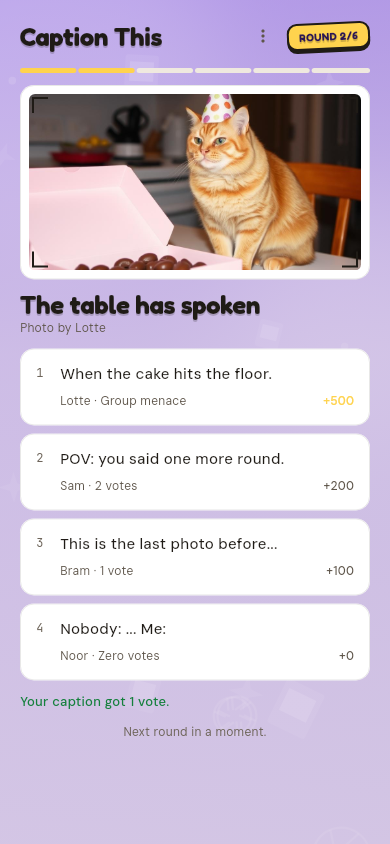 Caption This
ROUND 2/6
The table has spoken
Photo by Lotte
1 When the cake hits the floor.
Lotte · Group menace +500
2 POV: you said one more round.
Sam · 2 votes +200
3 This is the last photo before...
Bram · 1 vote +100
4 Nobody: ... Me:
Noor · Zero votes +0
Your caption got 1 vote.
Next round in a moment.